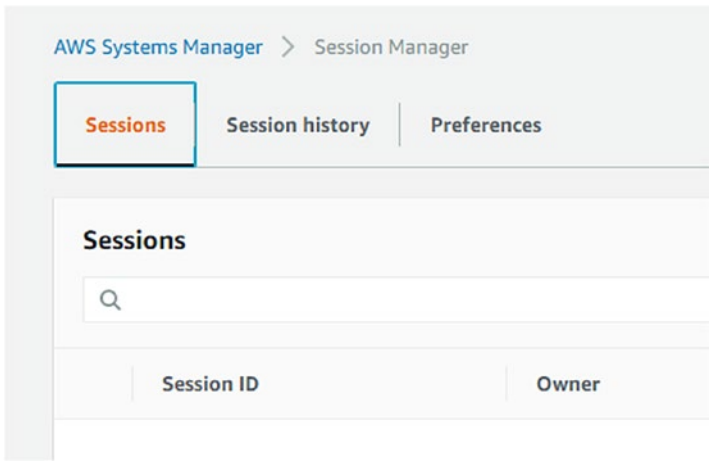 AWS Systems Manager > Session Manager
Sessions Session history Preferences
Sessions
Session ID Owner